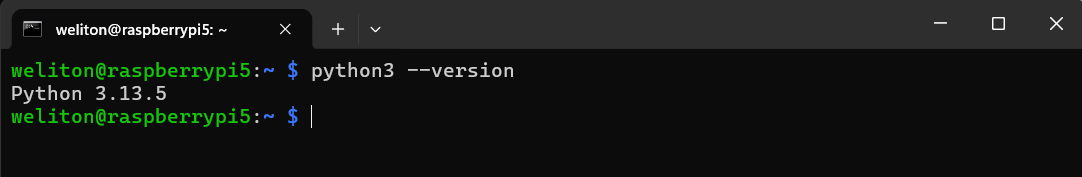 weliton@raspberrypi5: ~
weliton@raspberrypi5:~ $ python3 --version
Python 3.13.5
weliton@raspberrypi5:~ $